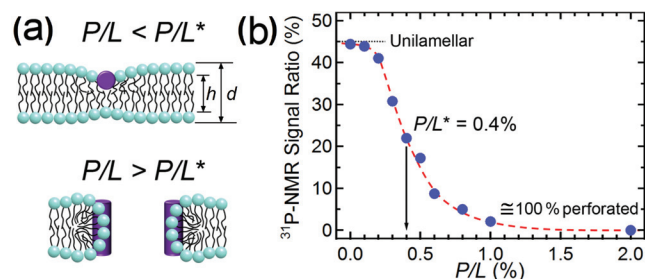 (a)
P/L < P/L*
h
d
P/L > P/L*
(b)
³¹P-NMR Signal Ratio (%)
50
40
30
20
10
0
Unilamellar
P/L* = 0.4%
≅100% perforated
0.0
0.5
1.0
1.5
2.0
P/L (%)